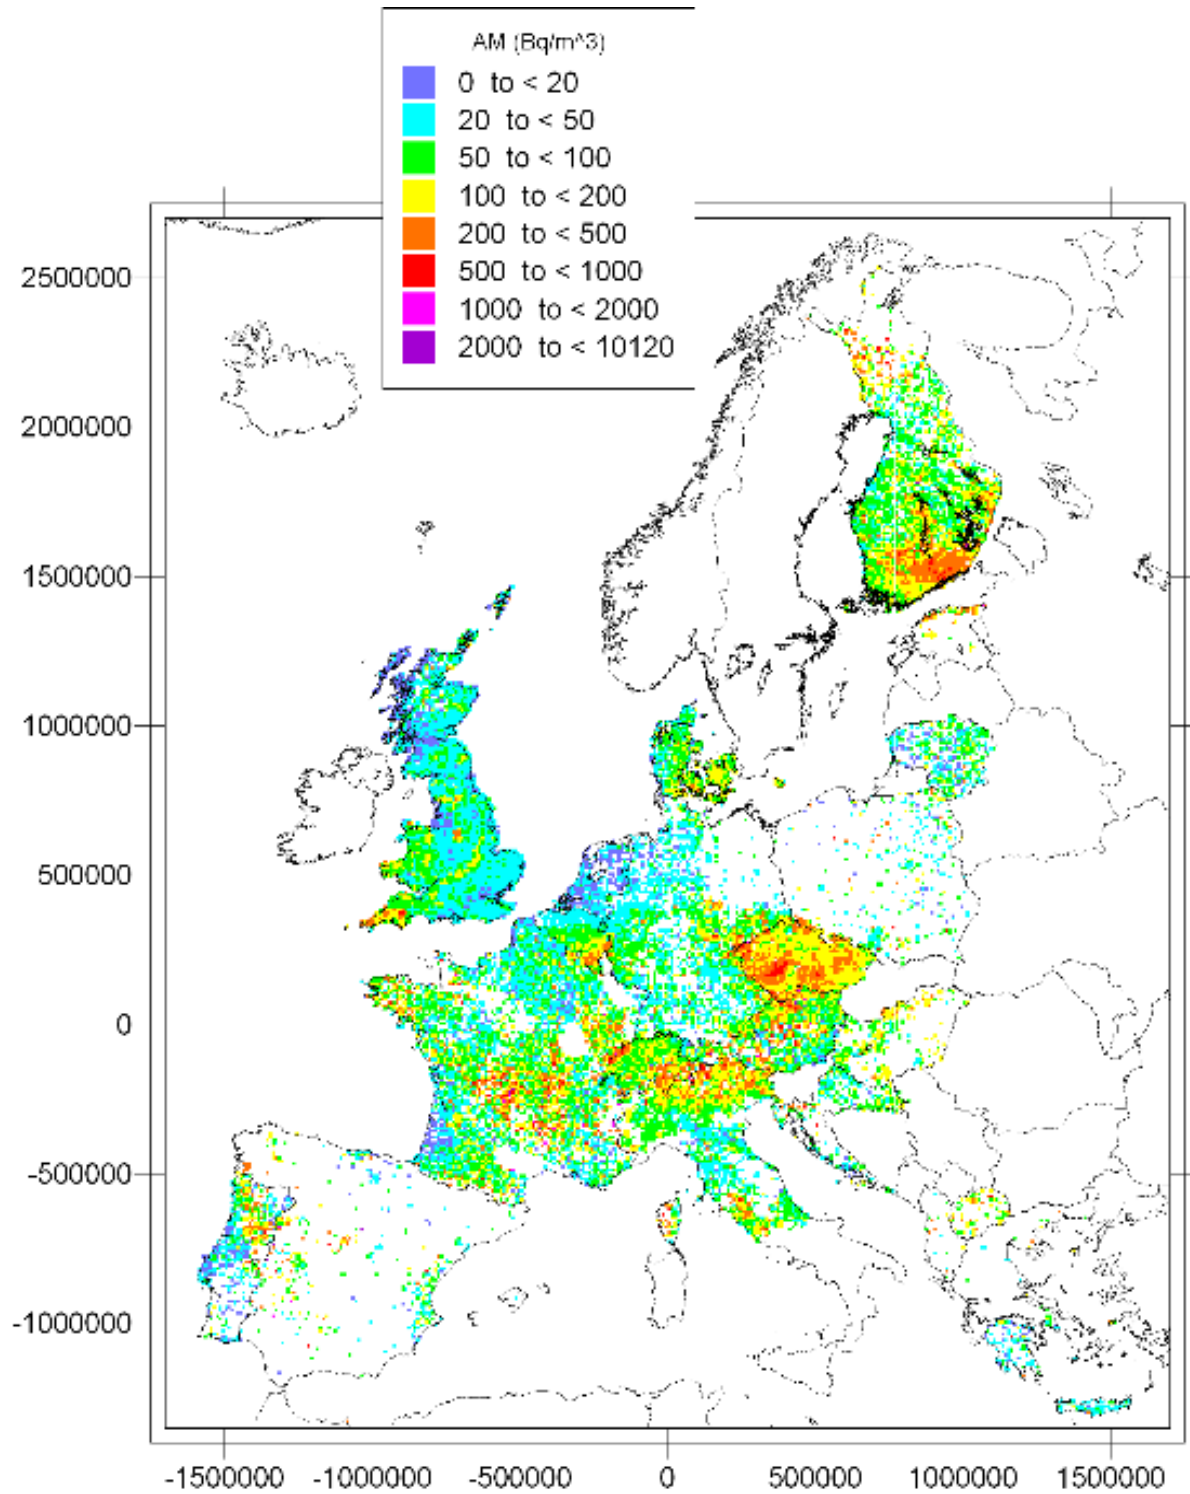 AM (Bq/m^3)
0 to < 20
20 to < 50
50 to < 100
100 to < 200
200 to < 500
500 to < 1000
1000 to < 2000
2000 to < 10120
2500000
2000000
1500000
1000000
500000
0
-500000
-1000000
-1500000 -1000000 -500000 0 500000 1000000 1500000